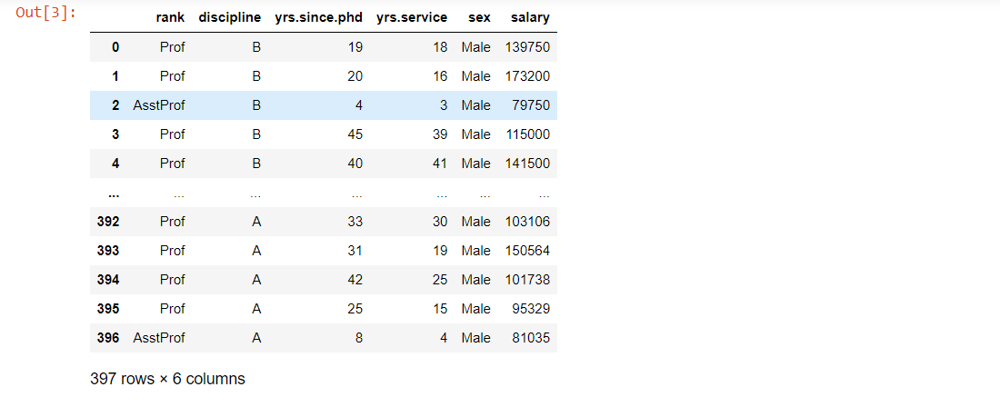 Out[3]:
rank discipline yrs.since.phd yrs.service sex salary
0 Prof B 19 18 Male 139750
1 Prof B 20 16 Male 173200
2 AsstProf B 4 3 Male 79750
3 Prof B 45 39 Male 115000
4 Prof B 40 41 Male 141500
... ... ... ... ... ... ...
392 Prof A 33 30 Male 103106
393 Prof A 31 19 Male 150564
394 Prof A 42 25 Male 101738
395 Prof A 25 15 Male 95329
396 AsstProf A 8 4 Male 81035
397 rows × 6 columns